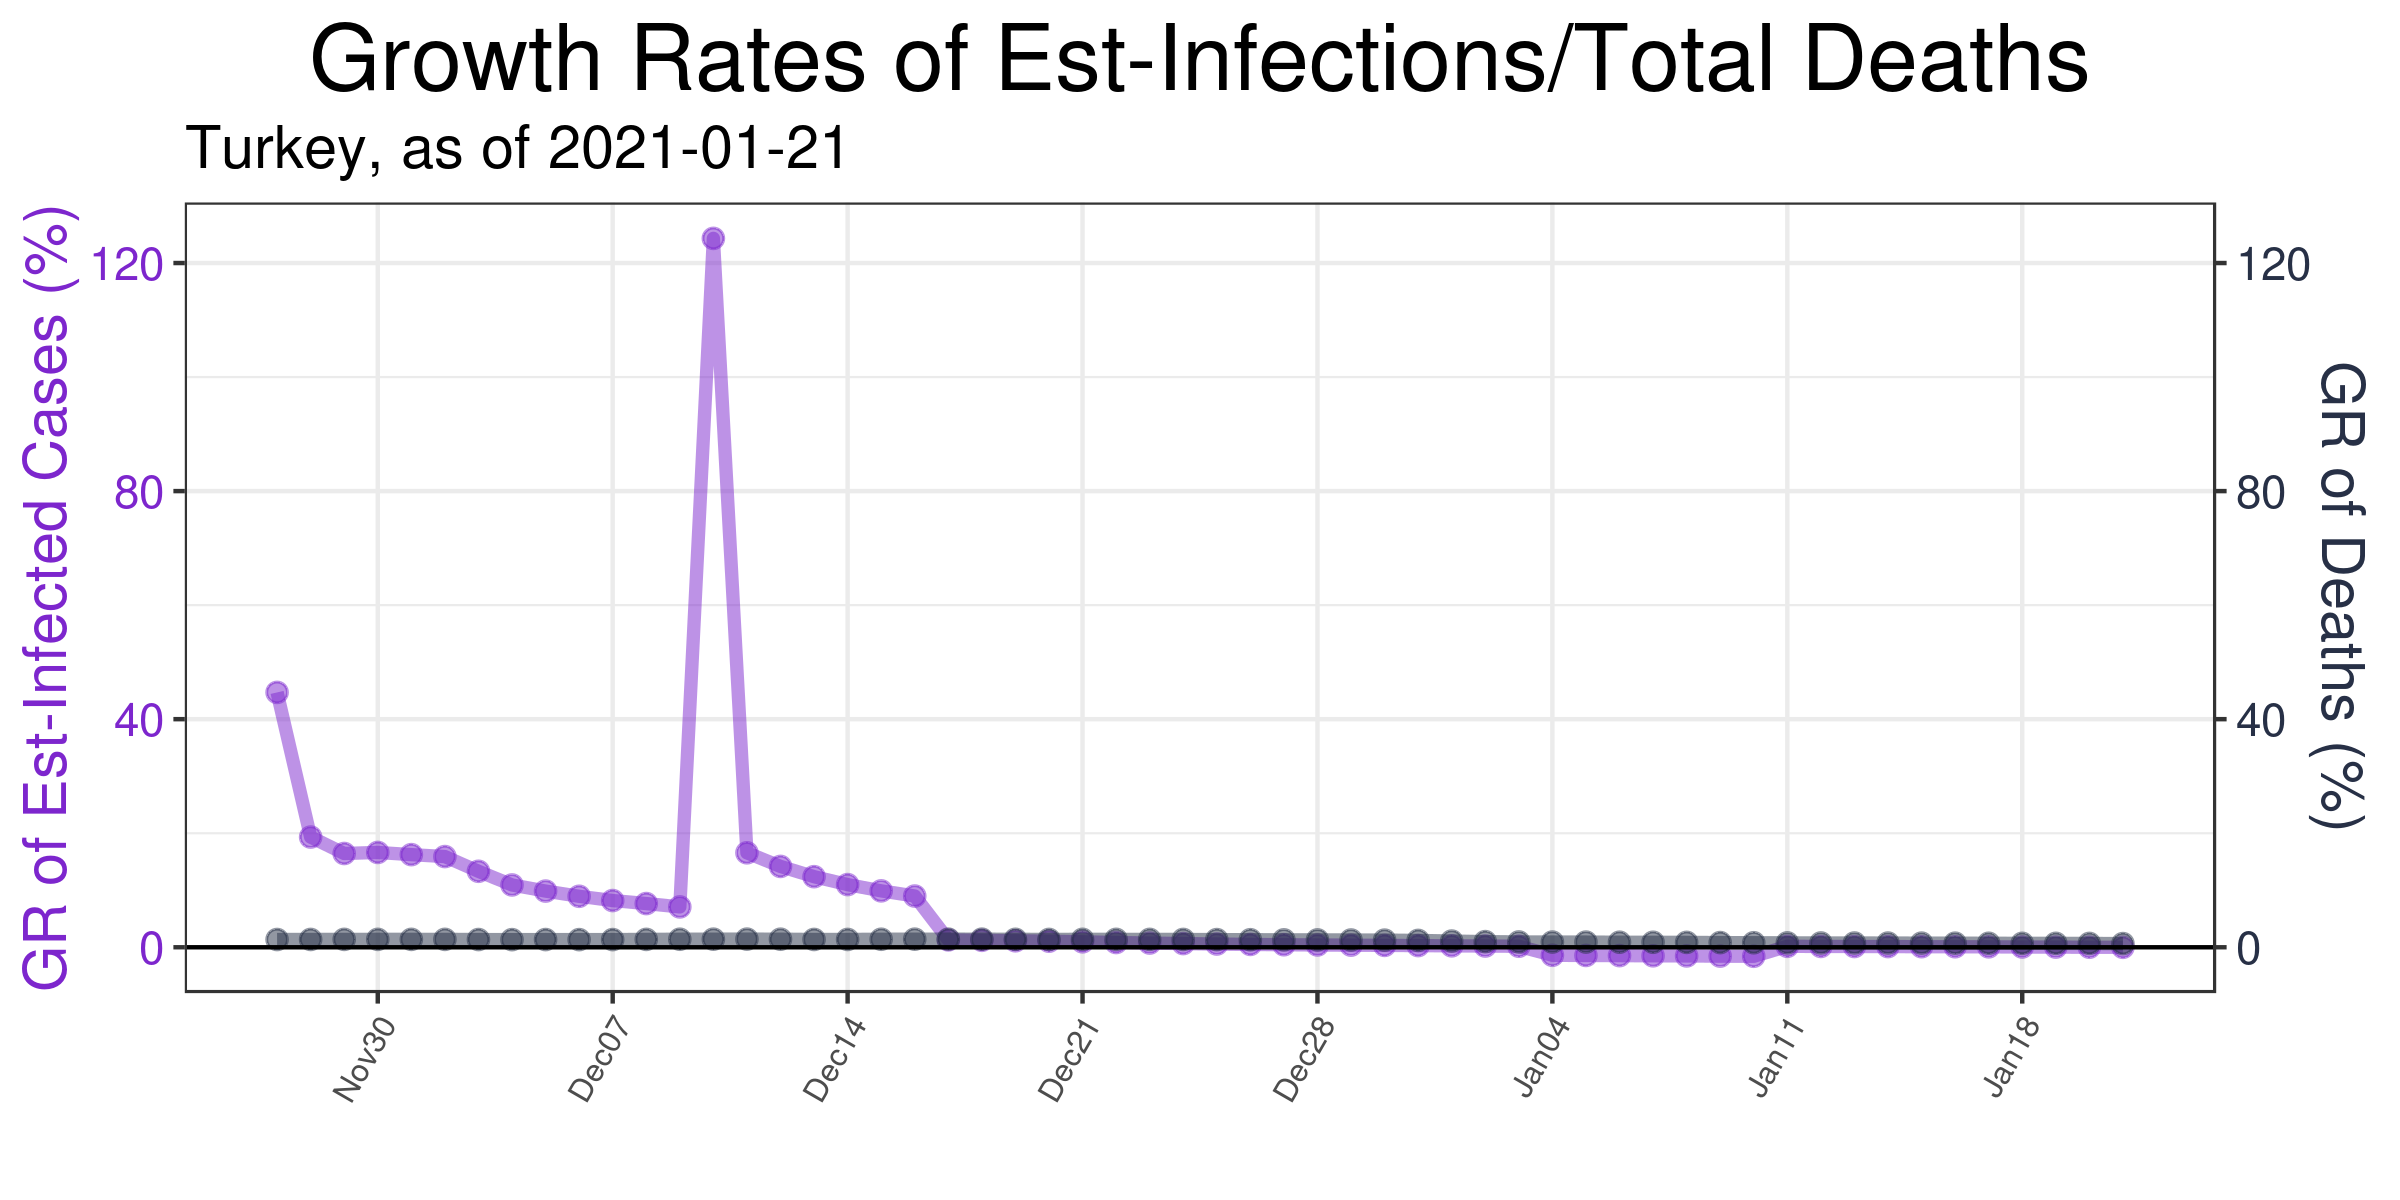 Growth Rates of Est-Infections/Total Deaths
Turkey, as of 2021-01-21
GR of Est-Infected Cases (%)
120
80
40
0
120
80
40
0
GR of Deaths (%)
Nov30
Dec07
Dec14
Dec21
Dec28
Jan04
Jan11
Jan18